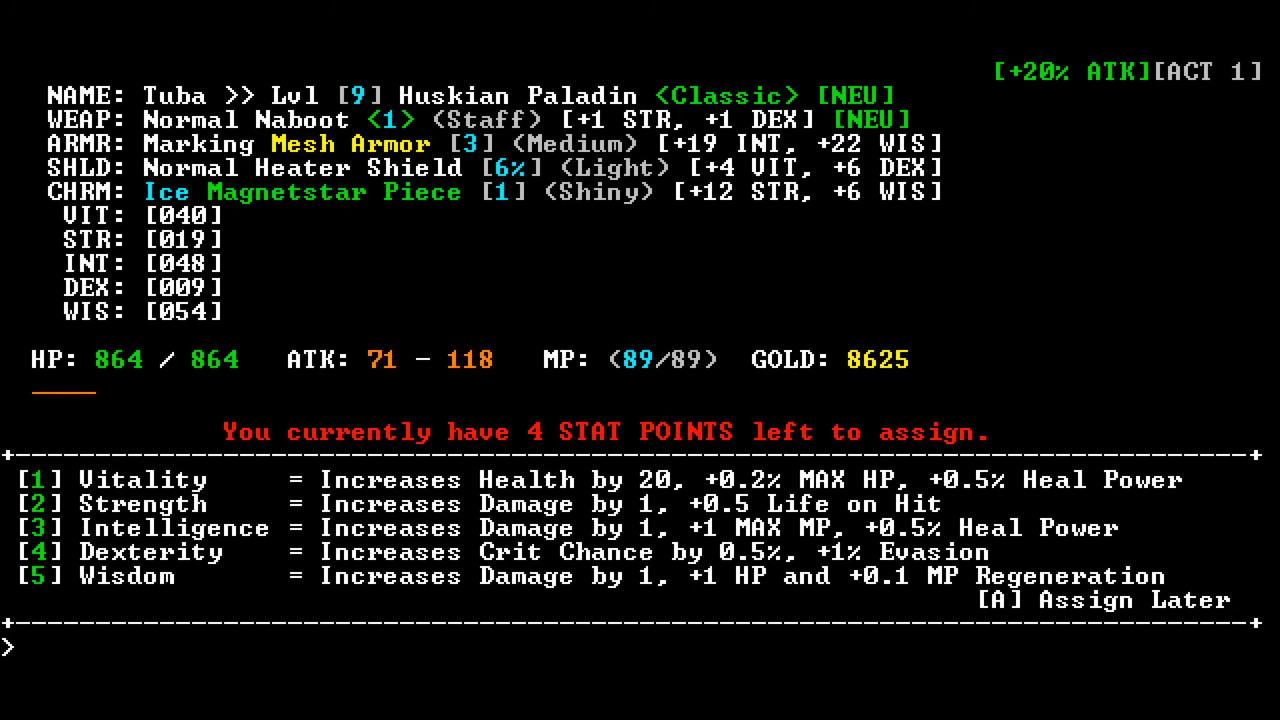 [+20% ATK][ACT 1]
NAME: Tuba >> Lvl [9] Huskian Paladin <Classic> [NEU]
WEAP: Normal Naboot <1> (Staff) [+1 STR, +1 DEX] [NEU]
ARMR: Marking Mesh Armor [3] (Medium) [+19 INT, +22 WIS]
SHLD: Normal Heater Shield [6%] (Light) [+4 VIT, +6 DEX]
CHRM: Ice Magnetstar Piece [1] (Shiny) [+12 STR, +6 WIS]
VIT: [040]
STR: [019]
INT: [048]
DEX: [009]
WIS: [054]
HP: 864 / 864 ATK: 71 - 118 MP: (89/89) GOLD: 8625
You currently have 4 STAT POINTS left to assign.
[1] Vitality = Increases Health by 20, +0.2% MAX HP, +0.5% Heal Power
[2] Strength = Increases Damage by 1, +0.5 Life on Hit
[3] Intelligence = Increases Damage by 1, +1 MAX MP, +0.5% Heal Power
[4] Dexterity = Increases Crit Chance by 0.5%, +1% Evasion
[5] Wisdom = Increases Damage by 1, +1 HP and +0.1 MP Regeneration
[A] Assign Later
>